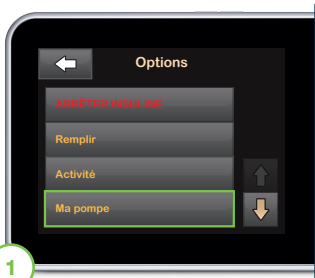 Options
ARRÊTER INSULINE
Remplir
Activité
Ma pompe
1